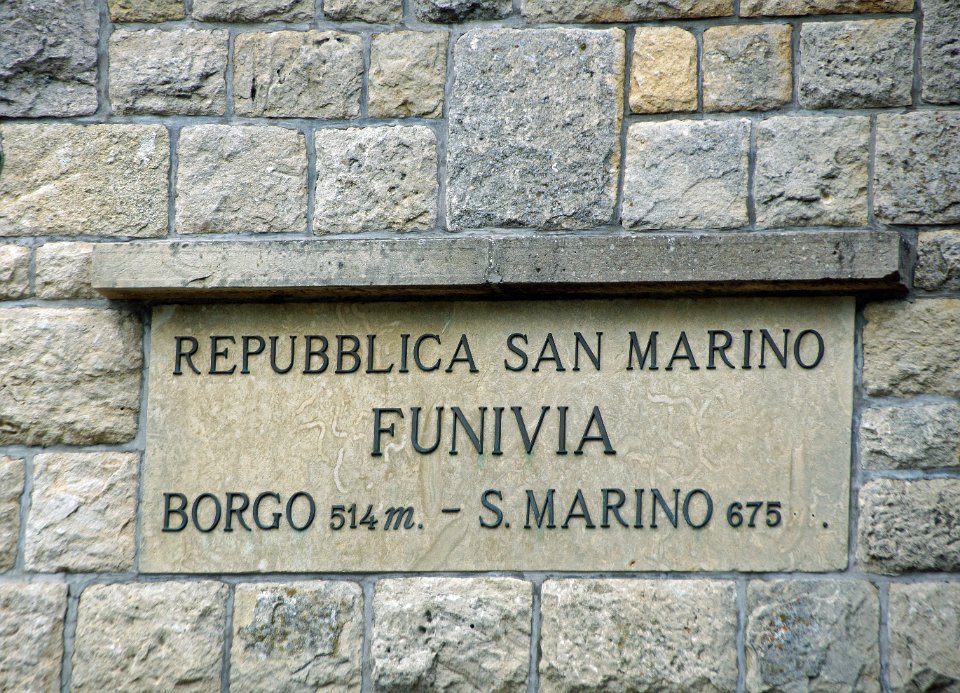 REPUBBLICA SAN MARINO
FUNIVIA
BORGO 514 m. - S. MARINO 675 .